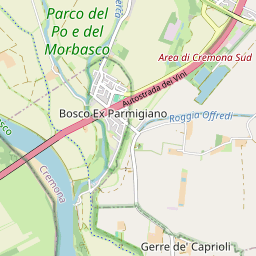 Parco del
Po e del
Morbasco
Area di Cremona Sud
Autostrada dei Vini
Bosco Ex Parmigiano
Roggia Offredi
Cremona
Gerre de' Caprioli